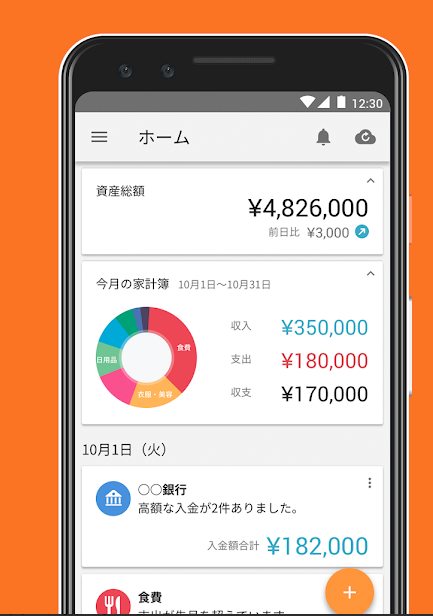 12:30
ホーム
資産総額
¥4,826,000
前日比 ¥3,000
今月の家計簿 10月1日～10月31日
食費
日用品
衣服・美容
収入 ¥350,000
支出 ¥180,000
収支 ¥170,000
10月1日（火）
〇〇銀行
高額な入金が2件ありました。
入金額合計 ¥182,000
食費